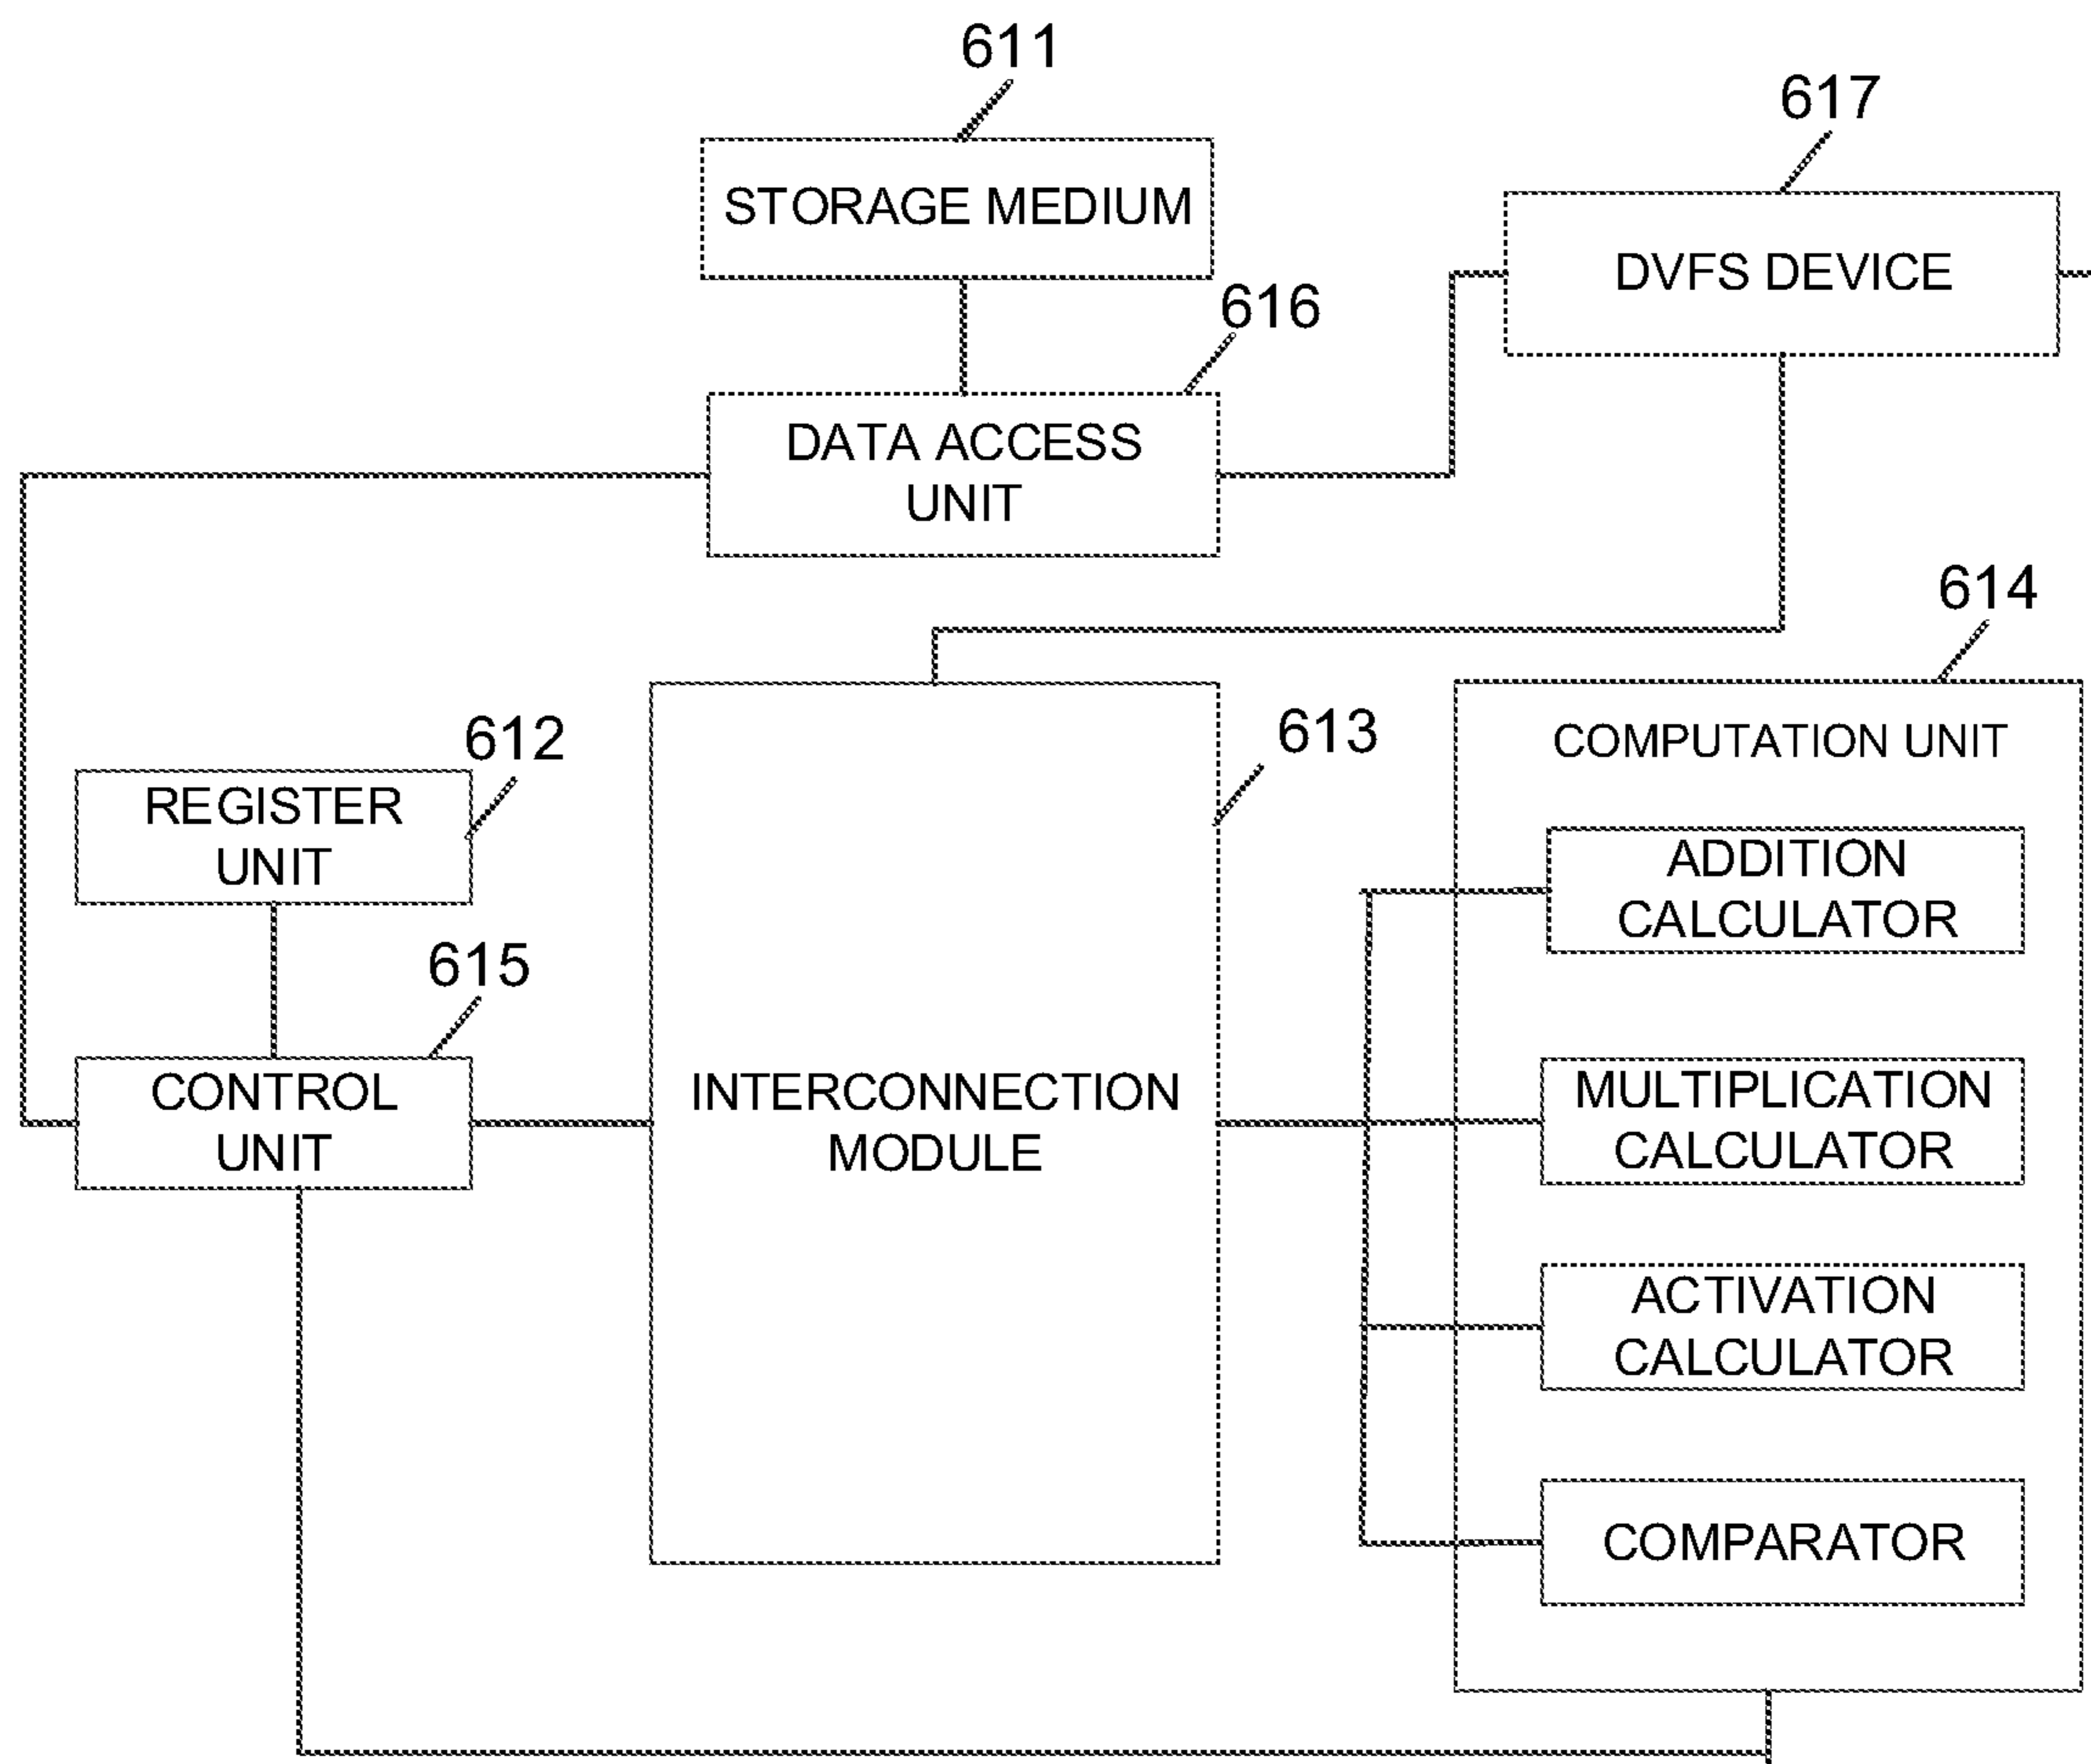 611
617
STORAGE MEDIUM
DVFS DEVICE
616
DATA ACCESS
UNIT
614
612
613
COMPUTATION UNIT
REGISTER
UNIT
ADDITION
CALCULATOR
615
CONTROL
UNIT
INTERCONNECTION
MODULE
MULTIPLICATION
CALCULATOR
ACTIVATION
CALCULATOR
COMPARATOR